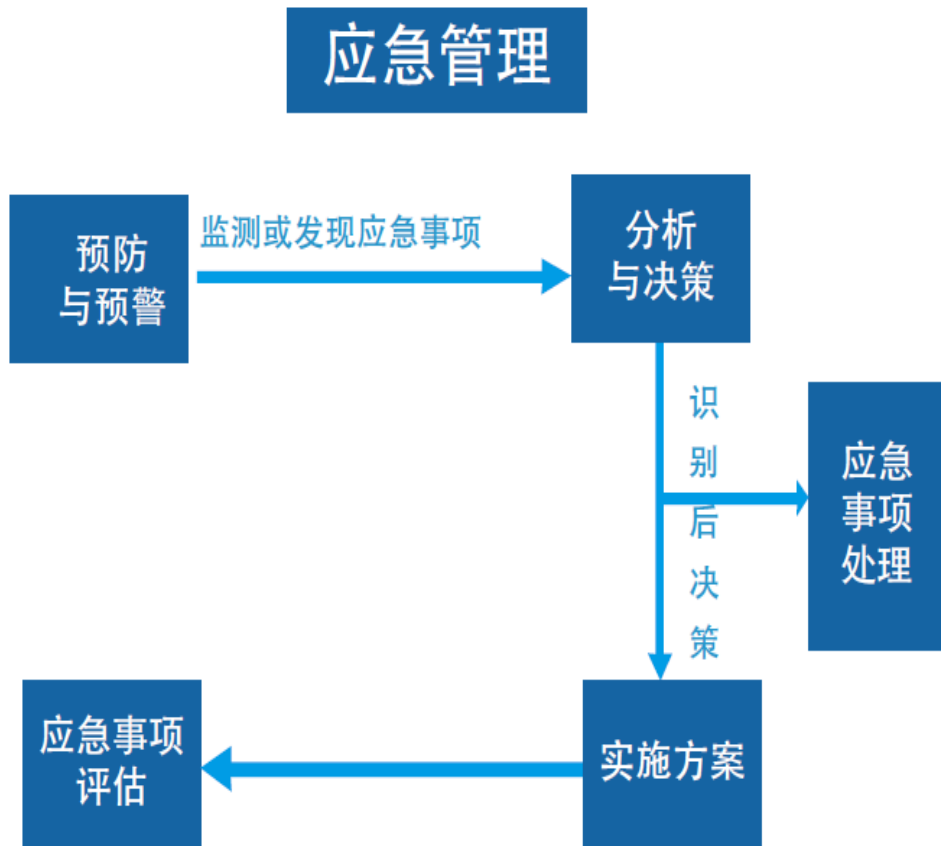 应急管理
预防
与预警
监测或发现应急事项
分析
与决策
识
别
后
决
策
应急
事项
处理
应急事项
评估
实施方案